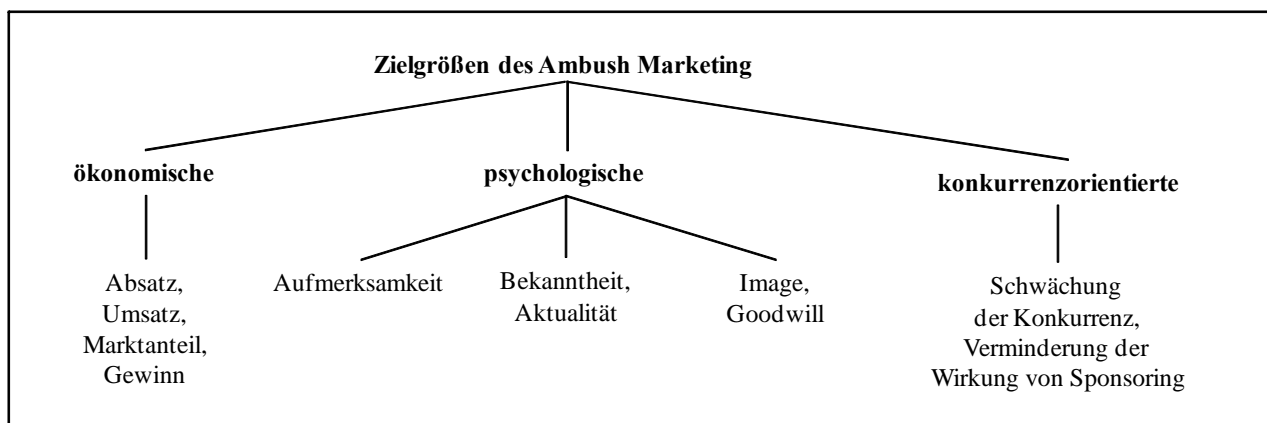 Zielgrößen des Ambush Marketing
ökonomische
psychologische
konkurrenzorientierte
Absatz,
Umsatz,
Marktanteil,
Gewinn
Aufmerksamkeit
Bekanntheit,
Aktualität
Image,
Goodwill
Schwächung
der Konkurrenz,
Verminderung der
Wirkung von Sponsoring